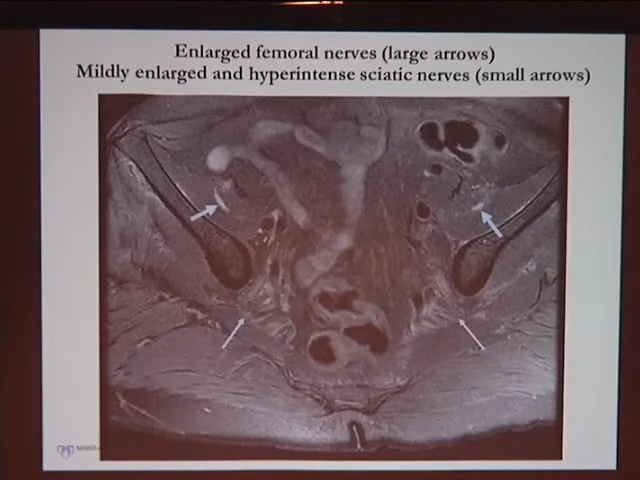 Enlarged femoral nerves (large arrows)
Mildly enlarged and hyperintense sciatic nerves (small arrows)